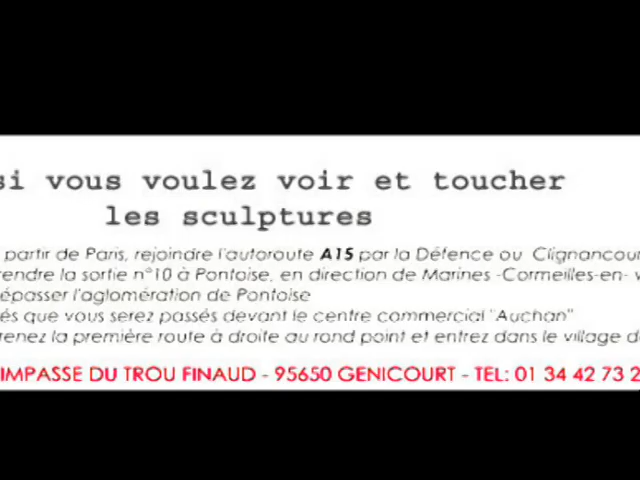 si vous voulez voir et toucher
les sculptures
partir de Paris, rejoindre l'autoroute A15 par la Défence ou Clignancour
rendre la sortie n°10 à Pontoise, en direction de Marines -Cormeilles-en- v
épasser l'aglomération de Pontoise
és que vous serez passés devant le centre commercial "Auchan"
renez la première route à droite au rond point et entrez dans le village d
IMPASSE DU TROU FINAUD - 95650 GENICOURT - TEL: 01 34 42 73 2